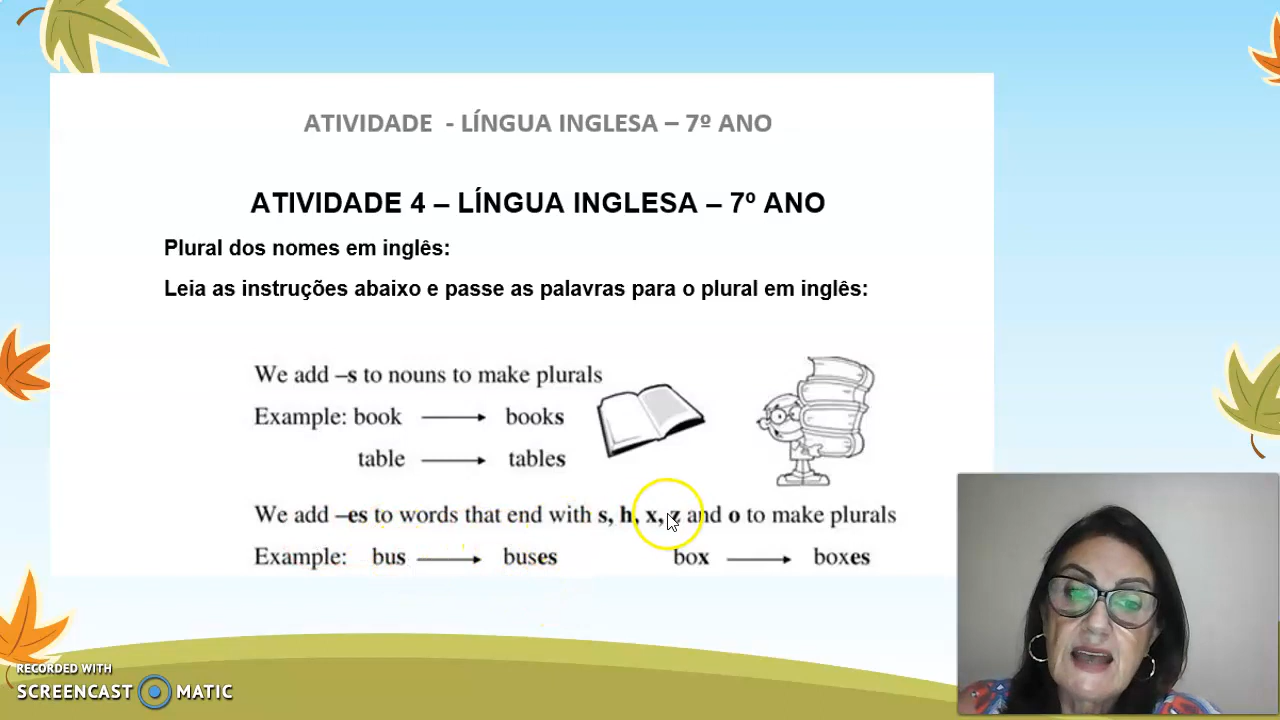 ATIVIDADE - LÍNGUA INGLESA – 7º ANO
ATIVIDADE 4 – LÍNGUA INGLESA – 7º ANO
Plural dos nomes em inglês:
Leia as instruções abaixo e passe as palavras para o plural em inglês:
We add –s to nouns to make plurals
Example: book books
table tables
We add –es to words that end with s, h, x, z and o to make plurals
Example: bus buses box boxes
RECORDED WITH
SCREENCAST MATIC